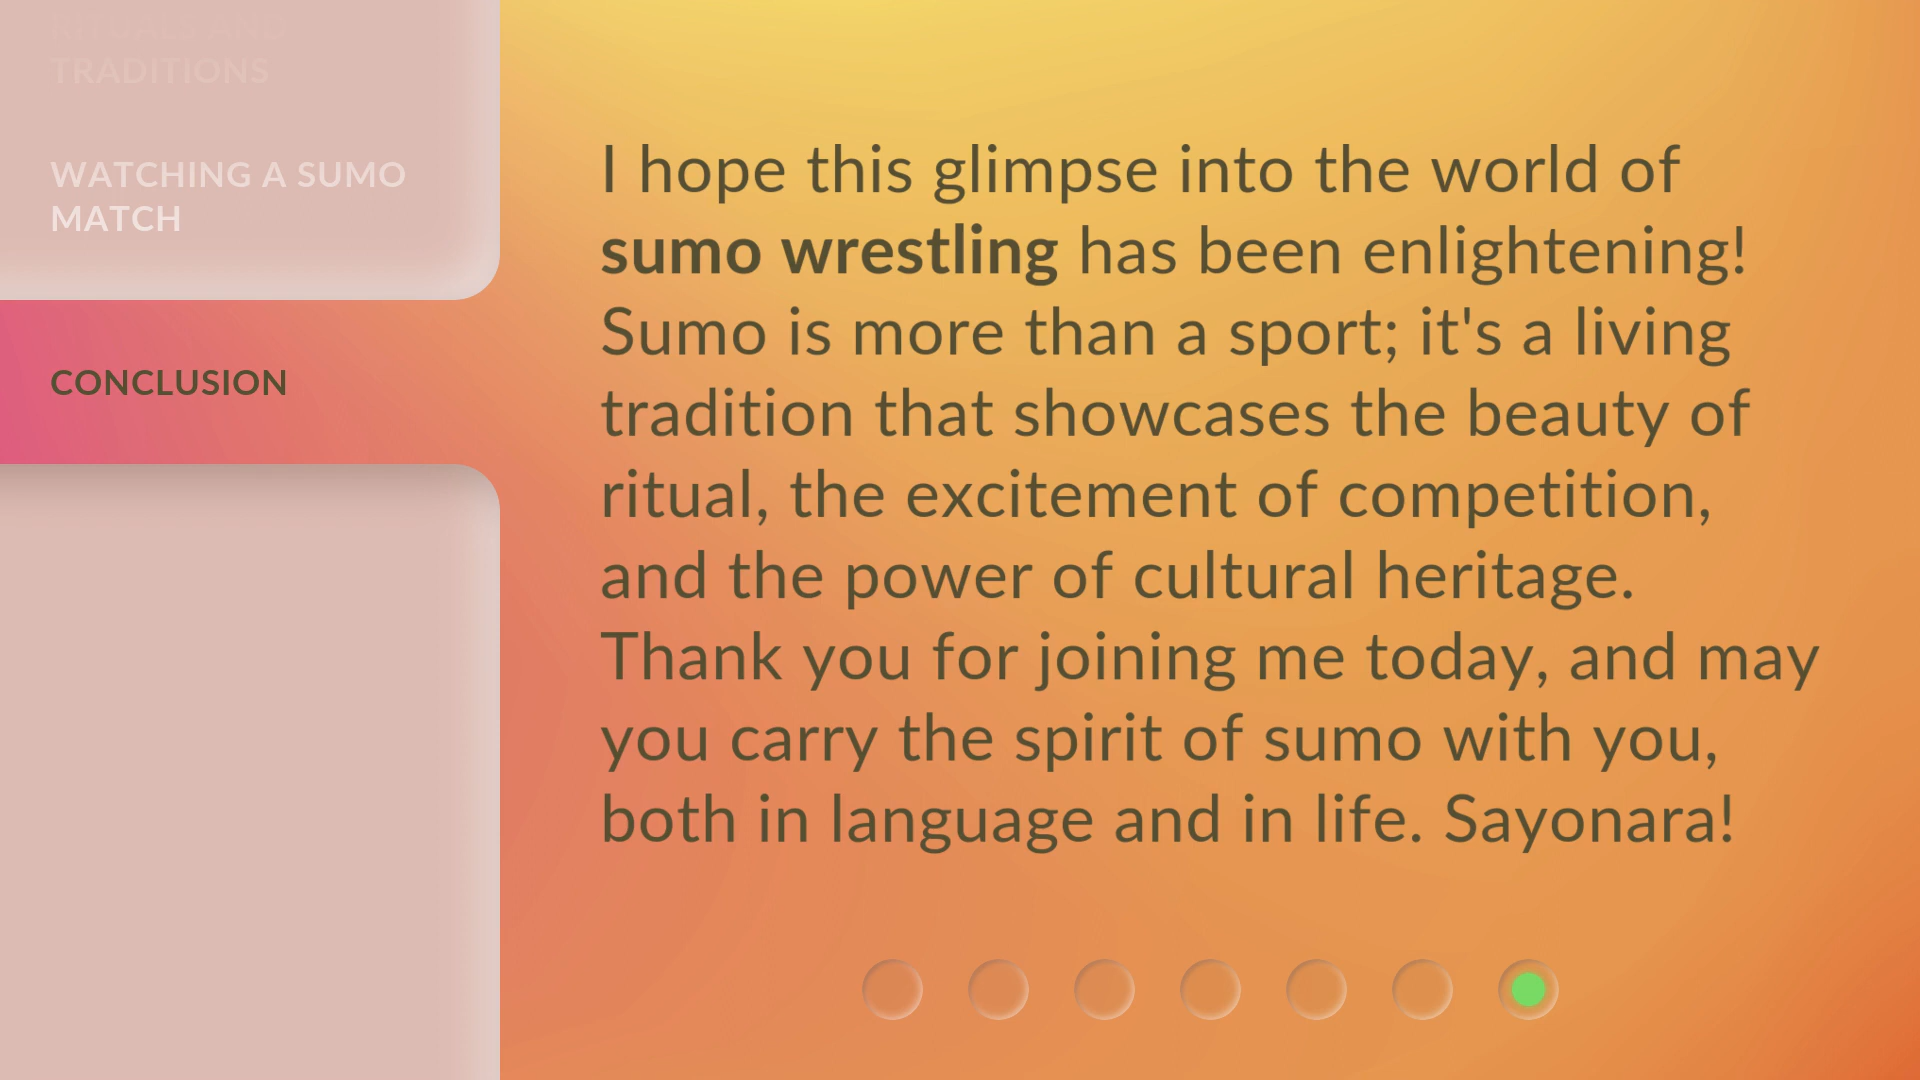 RITUALS AND
TRADITIONS
WATCHING A SUMO
MATCH
CONCLUSION
I hope this glimpse into the world of
sumo wrestling has been enlightening!
Sumo is more than a sport; it's a living
tradition that showcases the beauty of
ritual, the excitement of competition,
and the power of cultural heritage.
Thank you for joining me today, and may
you carry the spirit of sumo with you,
both in language and in life. Sayonara!